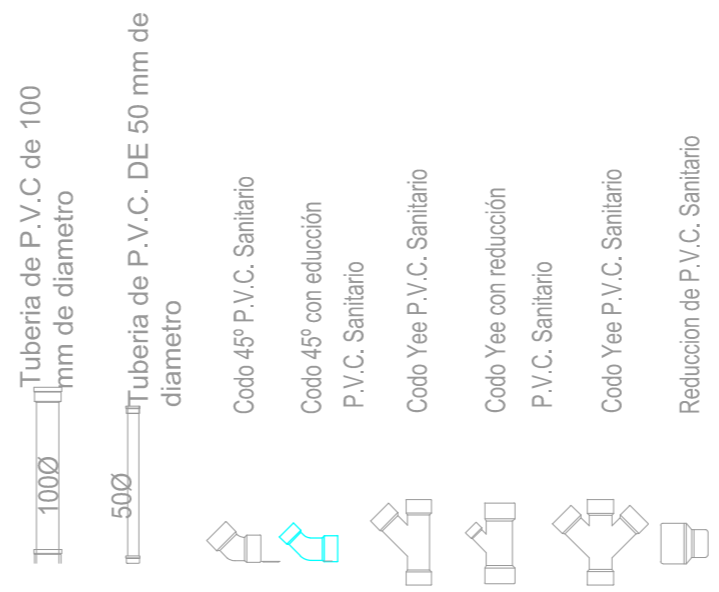 Tuberia de P.V.C de 100
mm de diametro
100Ø
Tuberia de P.V.C. DE 50 mm de
diametro
50Ø
Codo 45º P.V.C. Sanitario
Codo 45º con educción
P.V.C. Sanitario
Codo Yee P.V.C. Sanitario
Codo Yee con reducción
P.V.C. Sanitario
Codo Yee P.V.C. Sanitario
Reduccion de P.V.C. Sanitario